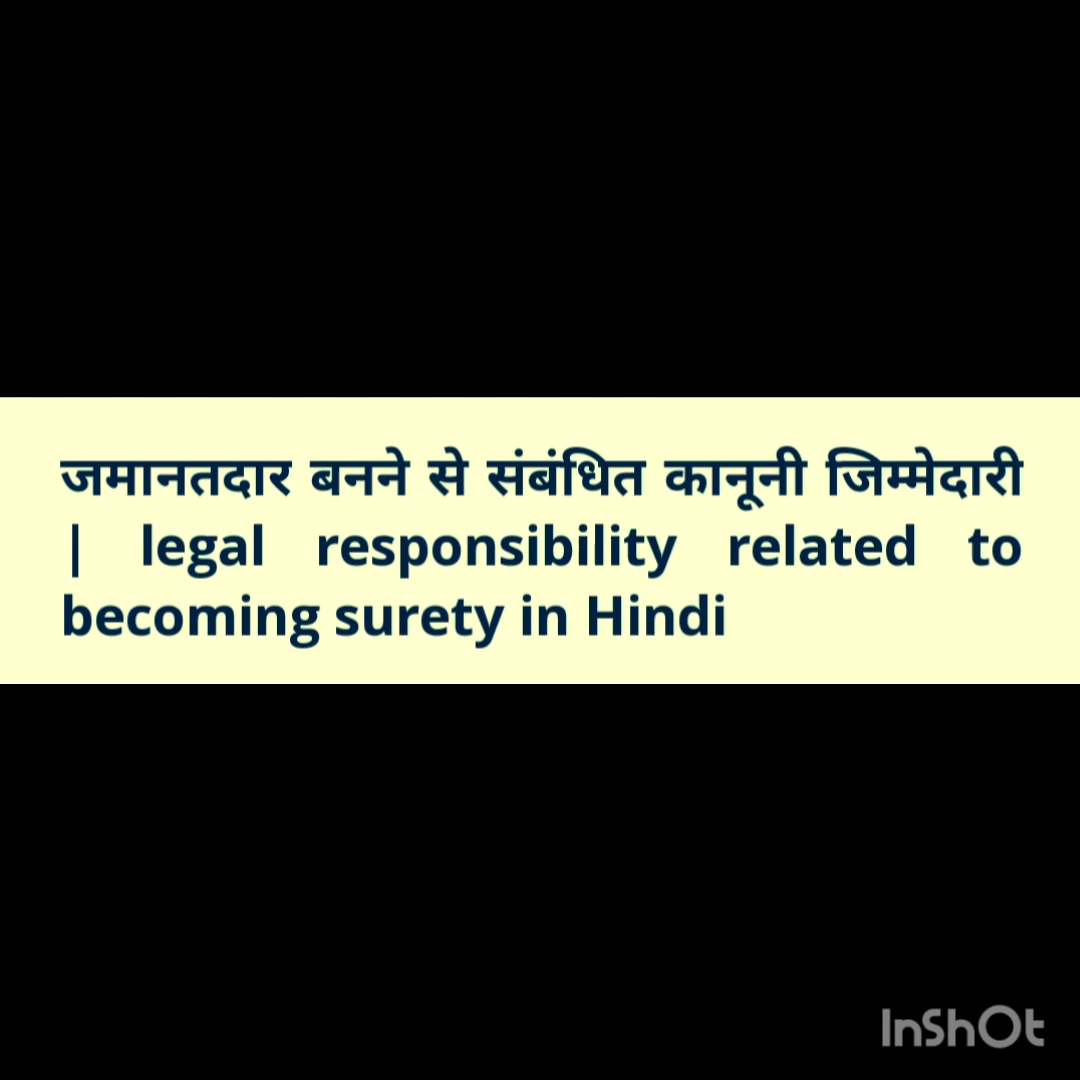 जमानतदार बनने से संबंधित कानूनी जिम्मेदारी
| legal responsibility related to
becoming surety in Hindi
InShOt